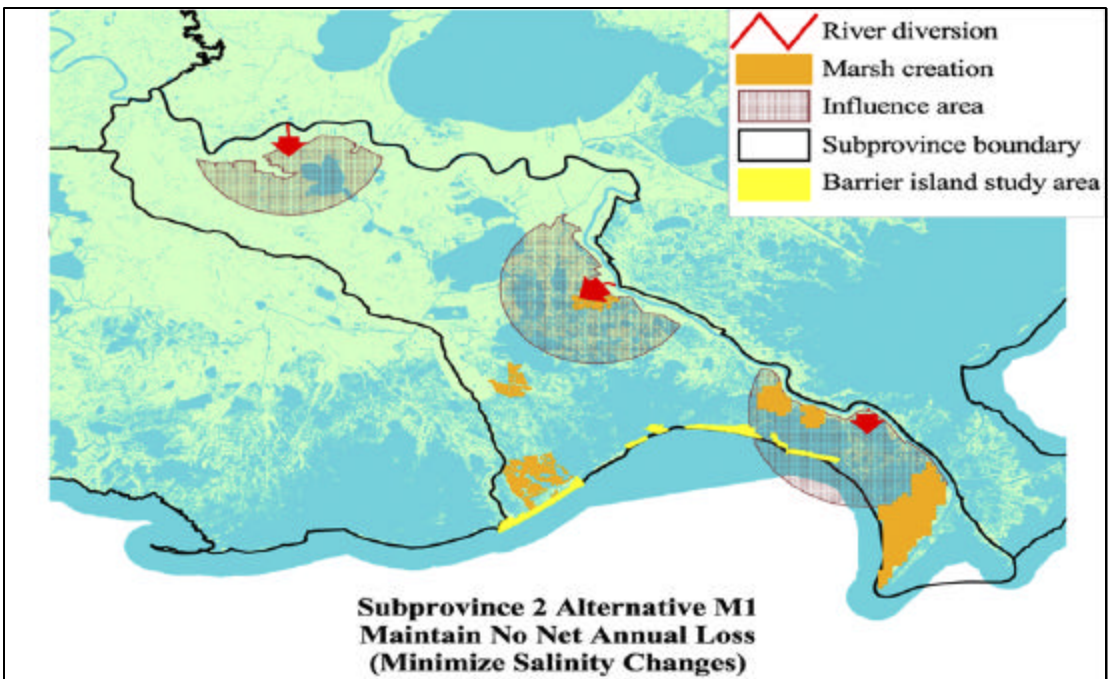 River diversion
Marsh creation
Influence area
Subprovince boundary
Barrier island study area
Subprovince 2 Alternative M1
Maintain No Net Annual Loss
(Minimize Salinity Changes)